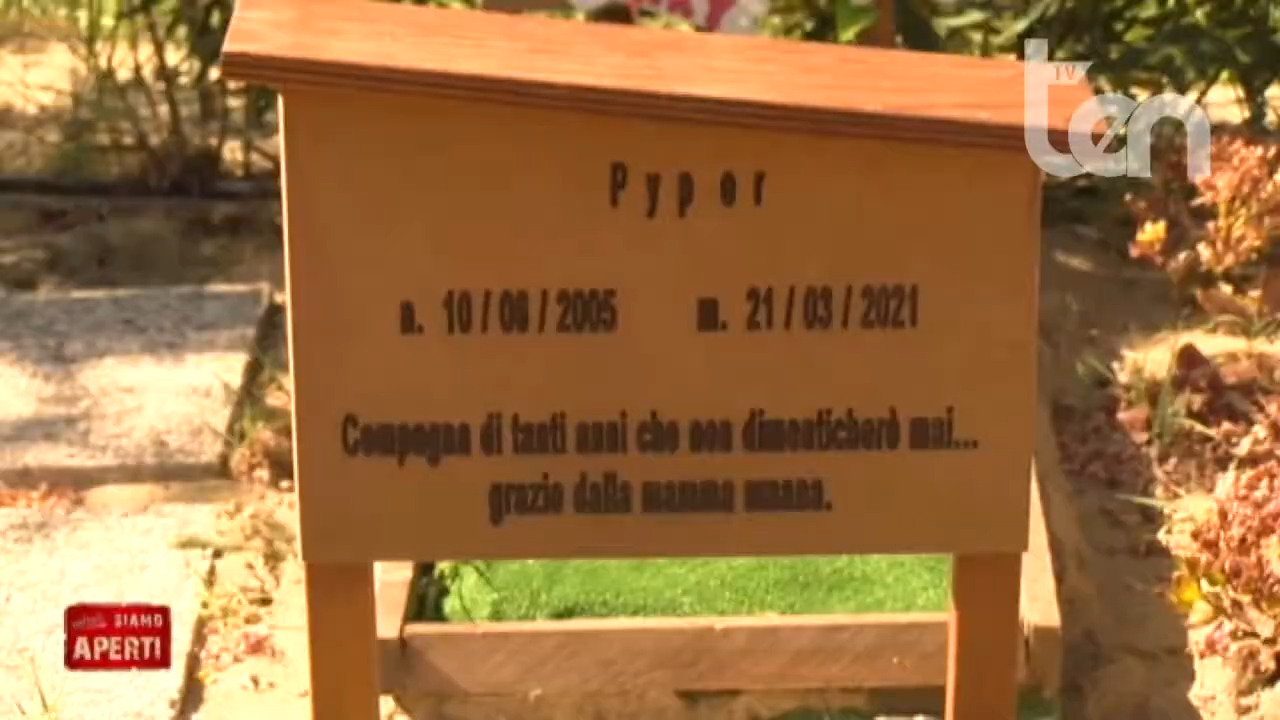 TV
ten
Pyper
n. 10 / 08 / 2005 m. 21 / 03 / 2021
Compagna di tanti anni che non dimenticherò mai...
grazie dalla mamma umana.
SIAMO
APERTI